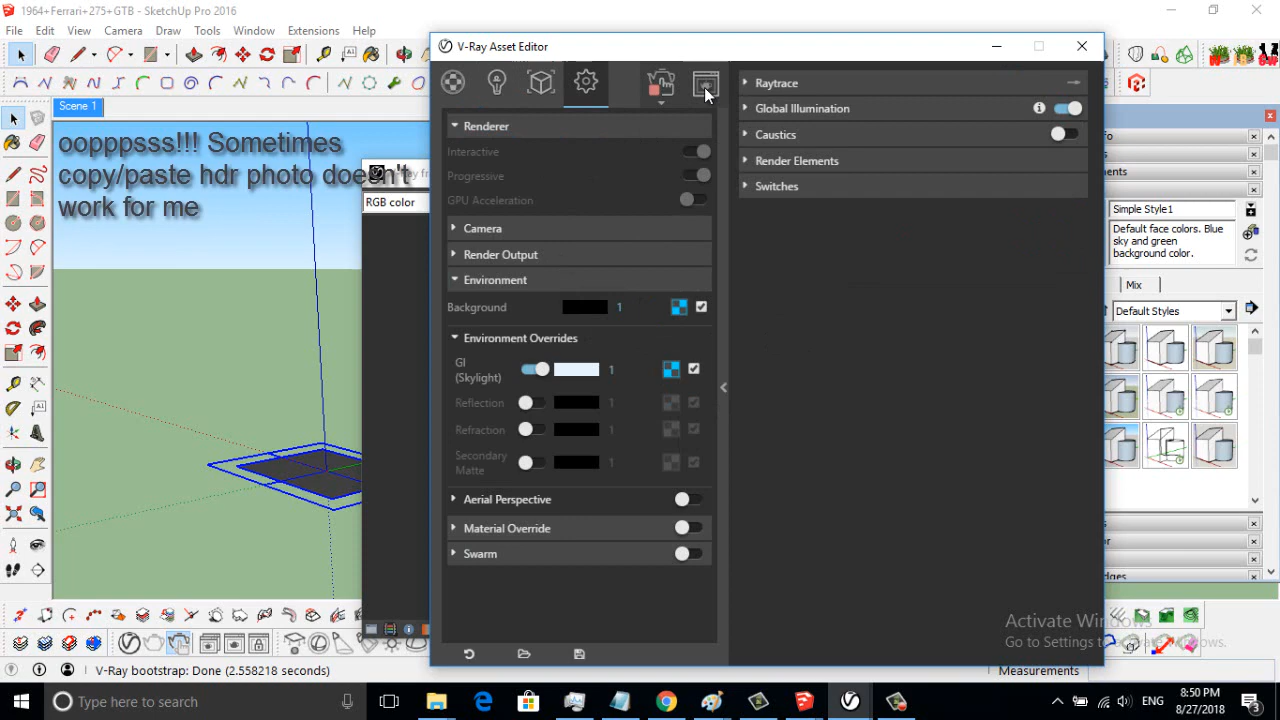 1964+Ferrari+275+GTB - SketchUp Pro 2016
File Edit View Camera Draw Tools Window Extensions
V-Ray Asset Editor
Scene 1
oopppsss!!! Sometimes
copy/paste hdr photo doesn't
work for me
RGB color
Renderer
Interactive
Progressive
GPU Acceleration
Camera
Render Output
Environment
Background 1
Environment Overrides
GI
(Skylight) 1
Reflection 1
Refraction 1
Secondary
Matte 1
Aerial Perspective
Material Override
Swarm
Raytrace
Global Illumination
Caustics
Render Elements
Switches
Simple Style1
Default face colors. Blue
sky and green
background color.
Mix
Default Styles
Activate Windows
Go to Settings to activate Windows.
V-Ray bootstrap: Done (2.558218 seconds)
Measurements
Type here to search
ENG
8:50 PM
8/27/2018
3